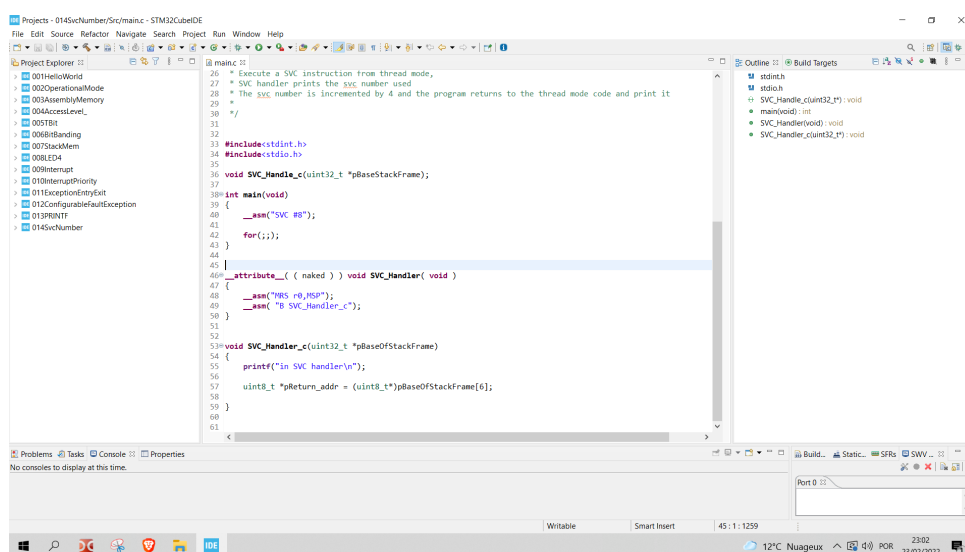 Projects - 014SvcNumber/Src/main.c - STM32CubeIDE
File Edit Source Refactor Navigate Search Project Run Window Help
Project Explorer
001HelloWorld
002OperationalMode
003AssemblyMemory
004AccessLevel_
005TBit
006BitBanding
007StackMem
008LED4
009Interrupt
010InterruptPriority
011ExceptionEntryExit
012ConfigurableFaultException
013PRINTF
014SvcNumber
main.c
26 * Execute a SVC instruction from thread mode,
27 * SVC handler prints the svc number used
28 * The svc number is incremented by 4 and the program returns to the thread mode code and print it
29 *
30 */
31
32
33 #include<stdint.h>
34 #include<stdio.h>
35
36 void SVC_Handle_c(uint32_t *pBaseStackFrame);
37
38 int main(void)
39 {
40 __asm("SVC #8");
41
42 for(;;);
43 }
44
45
46 __attribute__( ( naked ) ) void SVC_Handler( void )
47 {
48 __asm("MRS r0,MSP");
49 __asm( "B SVC_Handler_c");
50 }
51
52
53 void SVC_Handler_c(uint32_t *pBaseOfStackFrame)
54 {
55 printf("in SVC handler\n");
56
57 uint8_t *pReturn_addr = (uint8_t*)pBaseOfStackFrame[6];
58
59 }
60
61
Outline Build Targets
stdint.h
stdio.h
SVC_Handle_c(uint32_t*) : void
main(void) : int
SVC_Handler(void) : void
SVC_Handler_c(uint32_t*) : void
Problems Tasks Console Properties
No consoles to display at this time.
Build... Static... SFRs SWV ...
Port 0
Writable Smart Insert 45 : 1 : 1259
IDE
12°C Nuageux POR
23:02